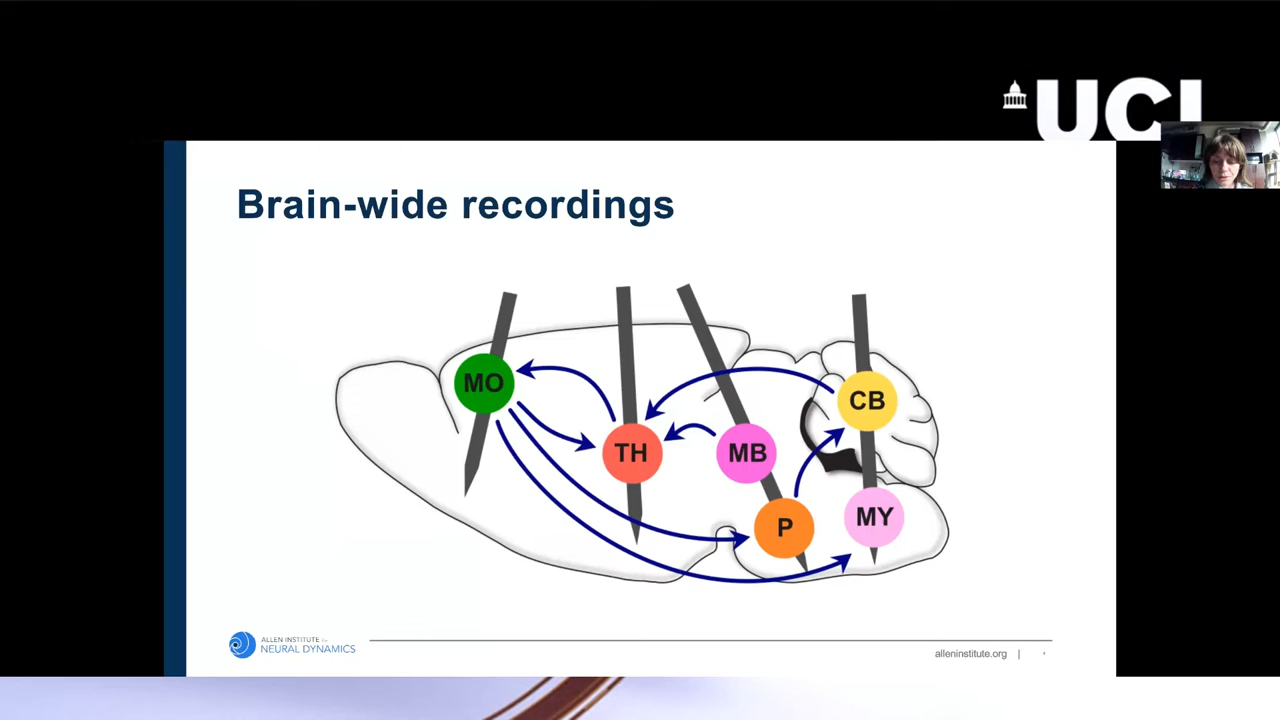 UCL
Brain-wide recordings
MO
CB
TH
MB
P
MY
ALLEN INSTITUTE for
NEURAL DYNAMICS
alleninstitute.org |